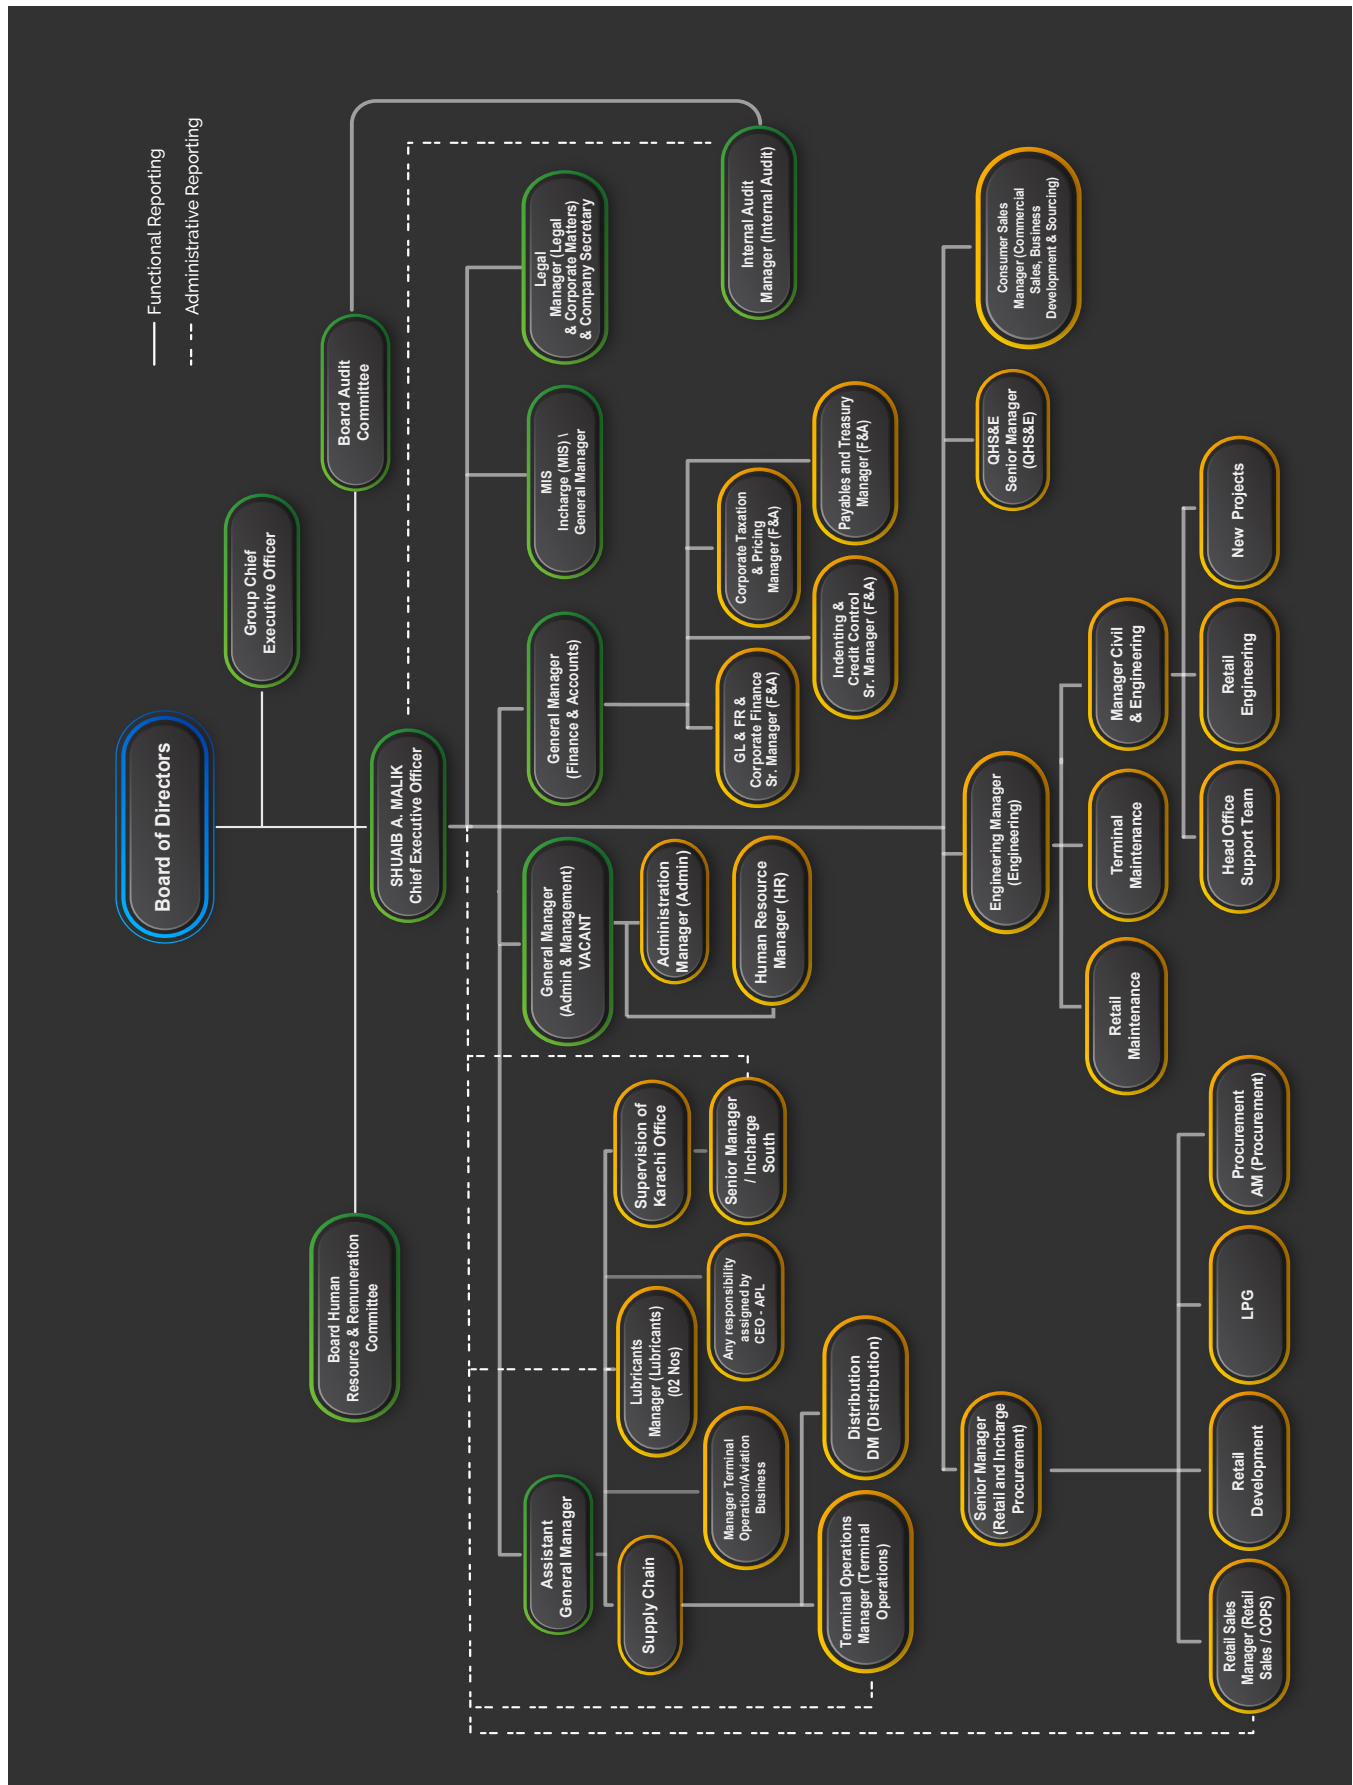 Functional Reporting
Administrative Reporting
Board of Directors
Group Chief
Executive Officer
Board Human
Resource & Remuneration
Committee
Board Audit
Committee
SHUAIB A. MALIK
Chief Executive Officer
Assistant
General Manager
General Manager
(Admin & Management)
VACANT
General Manager
(Finance & Accounts)
MIS
Incharge (MIS) \
General Manager
Legal
Manager (Legal
& Corporate Matters)
& Company Secretary
Internal Audit
Manager (Internal Audit)
Supply Chain
Lubricants
Manager (Lubricants)
(02 Nos)
Supervision of
Karachi Office
Administration
Manager (Admin)
Manager Terminal
Operation/Aviation
Business
Any responsibility
assigned by
CEO - APL
Senior Manager
/ Incharge
South
Human Resource
Manager (HR)
GL & FR &
Corporate Finance
Sr. Manager (F&A)
Corporate Taxation
& Pricing
Manager (F&A)
Terminal Operations
Manager (Terminal
Operations)
Distribution
DM (Distribution)
Indenting &
Credit Control
Sr. Manager (F&A)
Payables and Treasury
Manager (F&A)
Senior Manager
(Retail and Incharge
Procurement)
Engineering Manager
(Engineering)
QHS&E
Senior Manager
(QHS&E)
Consumer Sales
Manager (Commercial
Sales, Business
Development & Sourcing)
Retail
Maintenance
Terminal
Maintenance
Manager Civil
& Engineering
Retail Sales
Manager (Retail
Sales / COPS)
Retail
Development
LPG
Procurement
AM (Procurement)
Head Office
Support Team
Retail
Engineering
New Projects